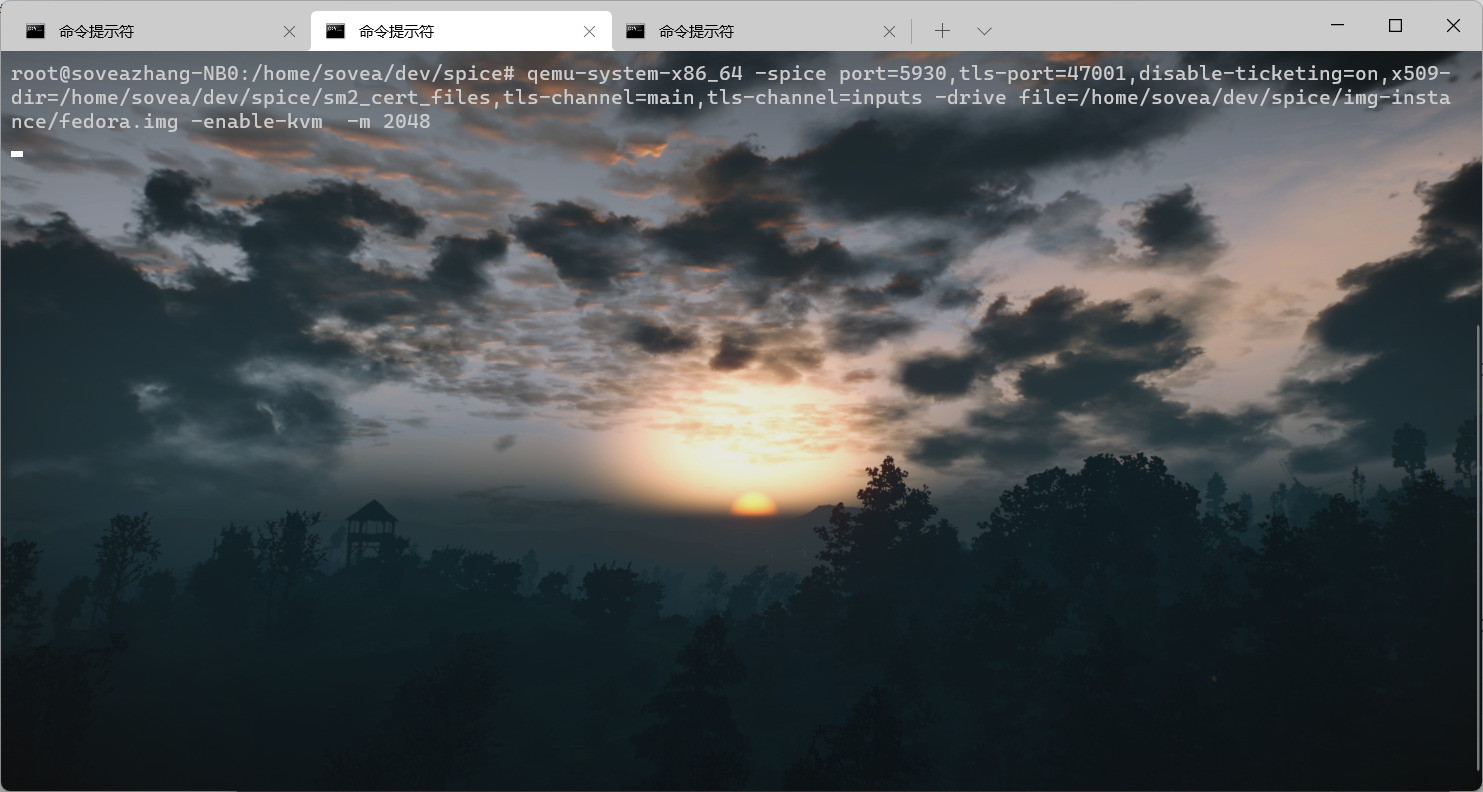 命令提示符
命令提示符
命令提示符
root@soveazhang-NB0:/home/sovea/dev/spice# qemu-system-x86_64 -spice port=5930,tls-port=47001,disable-ticketing=on,x509-
dir=/home/sovea/dev/spice/sm2_cert_files,tls-channel=main,tls-channel=inputs -drive file=/home/sovea/dev/spice/img-insta
nce/fedora.img -enable-kvm  -m 2048